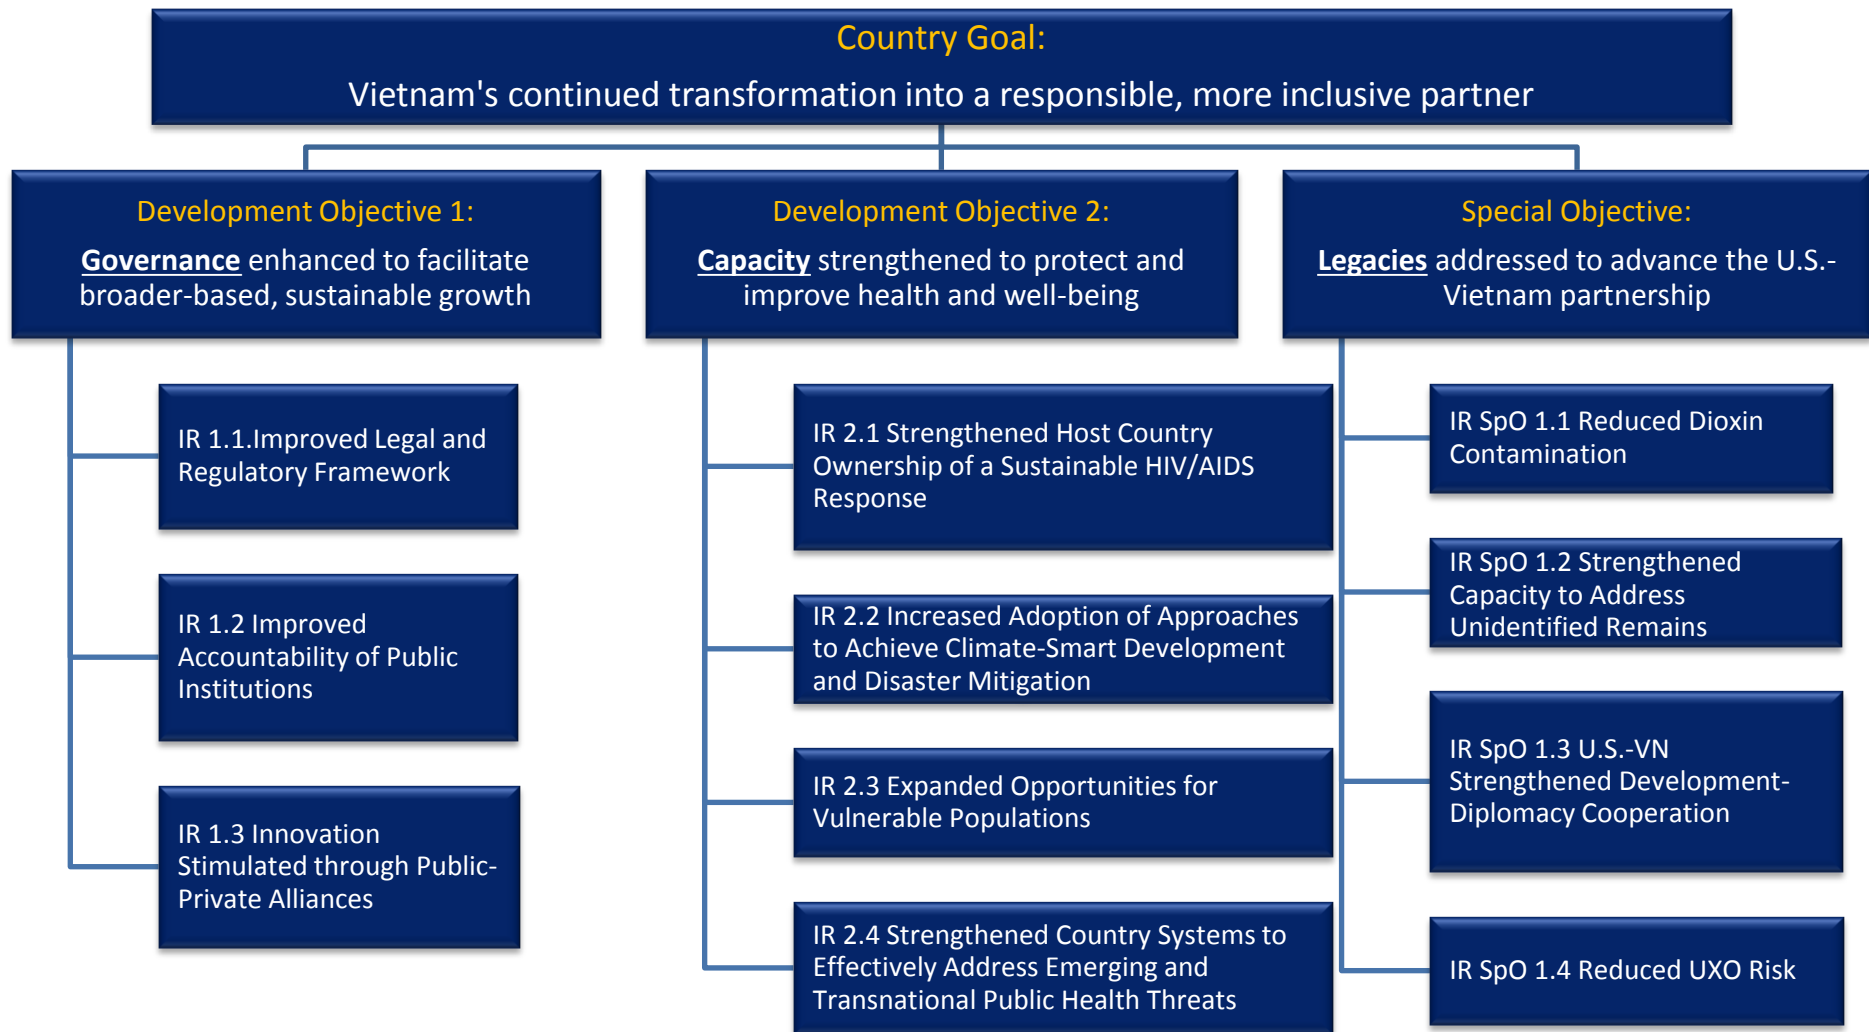 Country Goal:
Vietnam's continued transformation into a responsible, more inclusive partner
Development Objective 1:
Governance enhanced to facilitate
broader-based, sustainable growth
IR 1.1.Improved Legal and
Regulatory Framework
IR 1.2 Improved
Accountability of Public
Institutions
IR 1.3 Innovation
Stimulated through Public-
Private Alliances
Development Objective 2:
Capacity strengthened to protect and
improve health and well-being
IR 2.1 Strengthened Host Country
Ownership of a Sustainable HIV/AIDS
Response
IR 2.2 Increased Adoption of Approaches
to Achieve Climate-Smart Development
and Disaster Mitigation
IR 2.3 Expanded Opportunities for
Vulnerable Populations
IR 2.4 Strengthened Country Systems to
Effectively Address Emerging and
Transnational Public Health Threats
Special Objective:
Legacies addressed to advance the U.S.-
Vietnam partnership
IR SpO 1.1 Reduced Dioxin
Contamination
IR SpO 1.2 Strengthened
Capacity to Address
Unidentified Remains
IR SpO 1.3 U.S.-VN
Strengthened Development-
Diplomacy Cooperation
IR SpO 1.4 Reduced UXO Risk